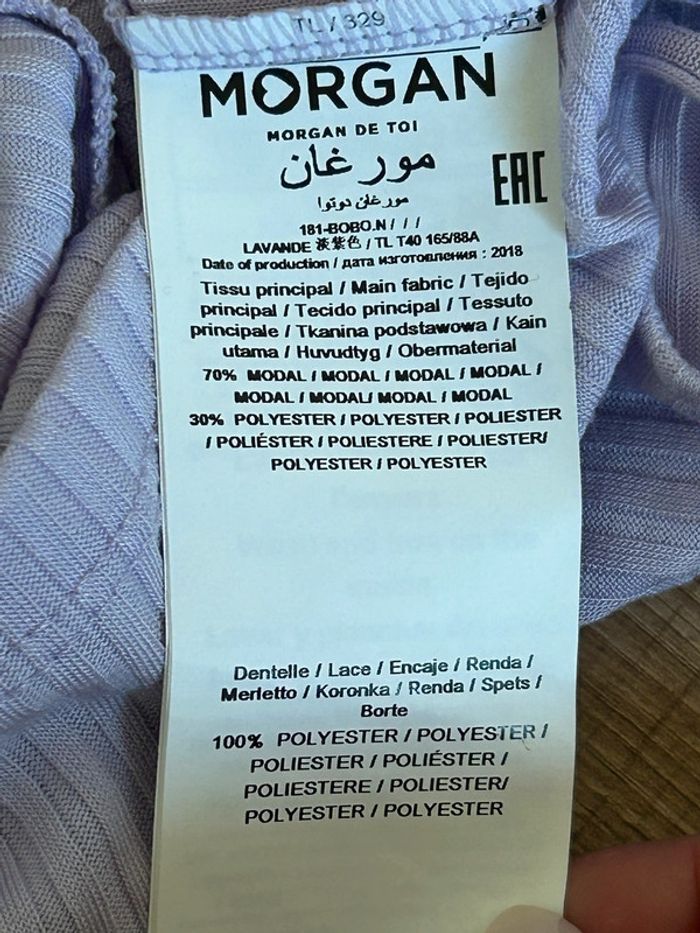 TL / 329
MORGAN
MORGAN DE TOI
مورغان
مورغان دوتوا
EAC
181-BOBO.N / / /
LAVANDE 淡紫色 / TL T40 165/88A
Date of production / дата изготовления : 2018
Tissu principal / Main fabric / Tejido
principal / Tecido principal / Tessuto
principale / Tkanina podstawowa / Kain
utama / Huvudtyg / Obermaterial
70% MODAL / MODAL / MODAL / MODAL /
MODAL / MODAL/ MODAL / MODAL
30% POLYESTER / POLYESTER / POLIESTER
/ POLIÉSTER / POLIESTERE / POLIESTER/
POLYESTER / POLYESTER
Dentelle / Lace / Encaje / Renda /
Merletto / Koronka / Renda / Spets /
Borte
100% POLYESTER / POLYESTER /
POLIESTER / POLIÉSTER /
POLIESTERE / POLIESTER/
POLYESTER / POLYESTER